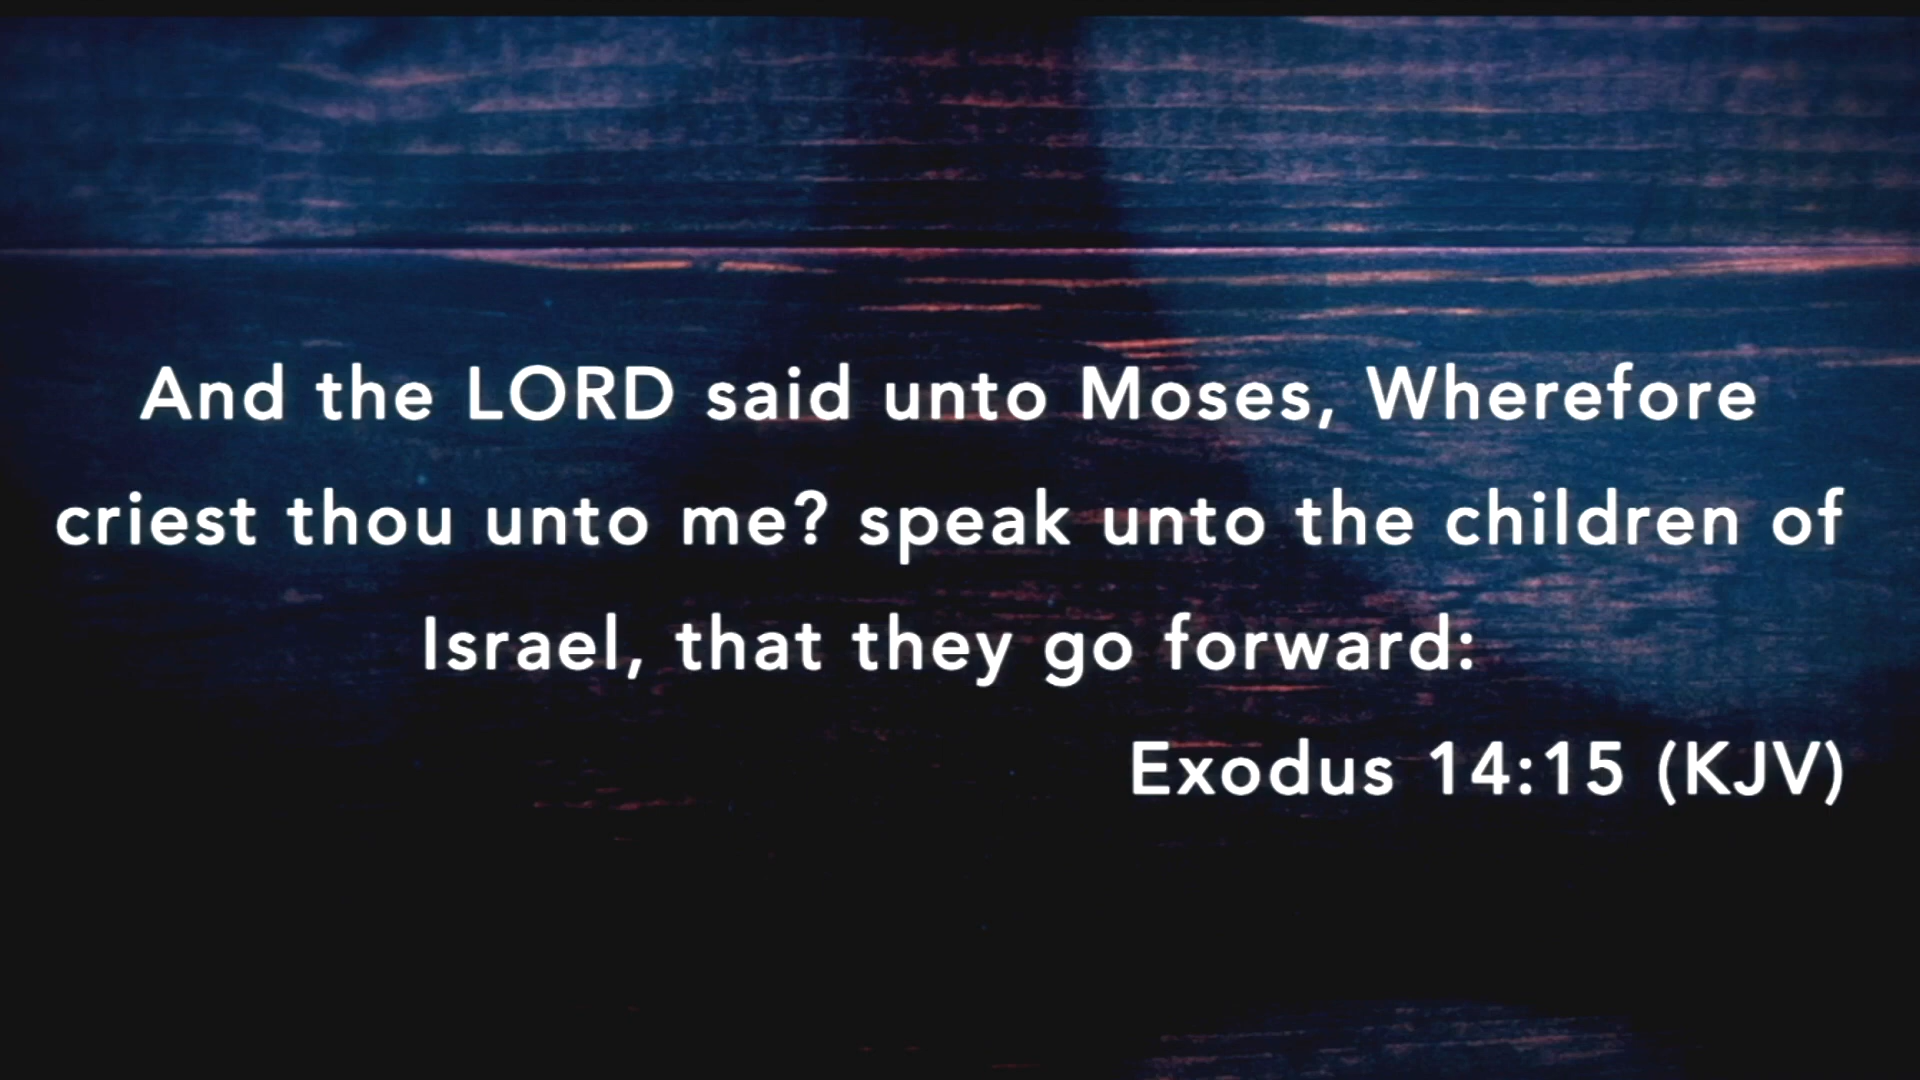 And the LORD said unto Moses, Wherefore
criest thou unto me? speak unto the children of
Israel, that they go forward:
Exodus 14:15 (KJV)